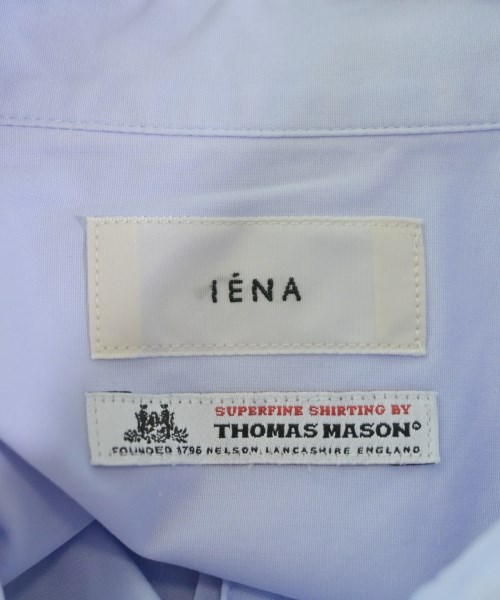 IÉNA
SUPERFINE SHIRTING BY
THOMAS MASON
FOUNDED 1796 NELSON, LANCASHIRE ENGLAND